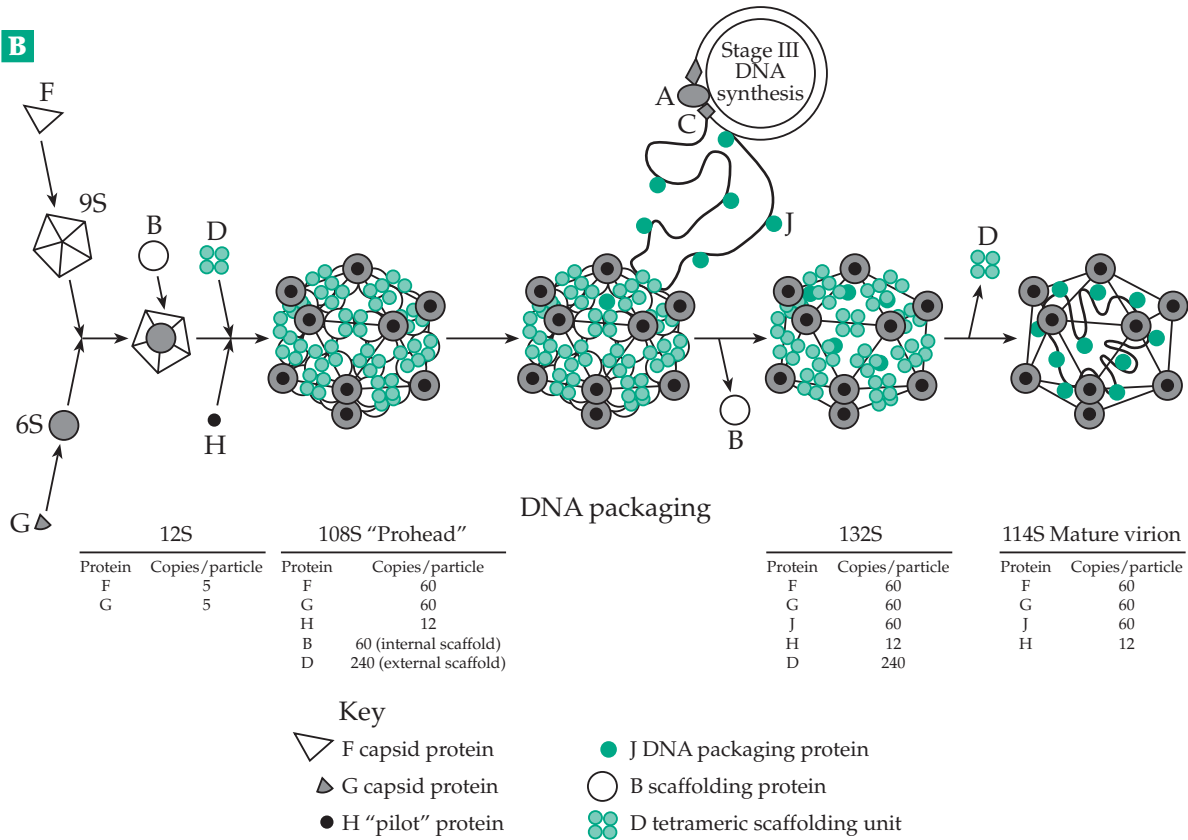 B
F
9S
B
D
6S
H
G
A
C
Stage III
DNA
synthesis
J
B
D
DNA packaging
12S
Protein Copies/particle
F 5
G 5
108S “Prohead”
Protein Copies/particle
F 60
G 60
H 12
B 60 (internal scaffold)
D 240 (external scaffold)
132S
Protein Copies/particle
F 60
G 60
J 60
H 12
D 240
114S Mature virion
Protein Copies/particle
F 60
G 60
J 60
H 12
Key
F capsid protein
G capsid protein
H “pilot” protein
J DNA packaging protein
B scaffolding protein
D tetrameric scaffolding unit